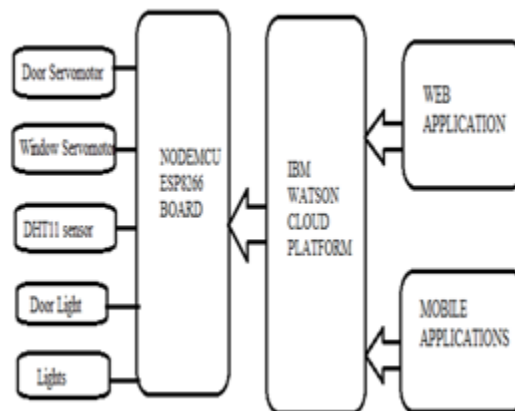 Door Servomotor
Window Servomotor
DHT11 sensor
Door Light
Lights
NODEMCU
ESP8266
BOARD
IBM
WATSON
CLOUD
PLATFORM
WEB
APPLICATION
MOBILE
APPLICATIONS